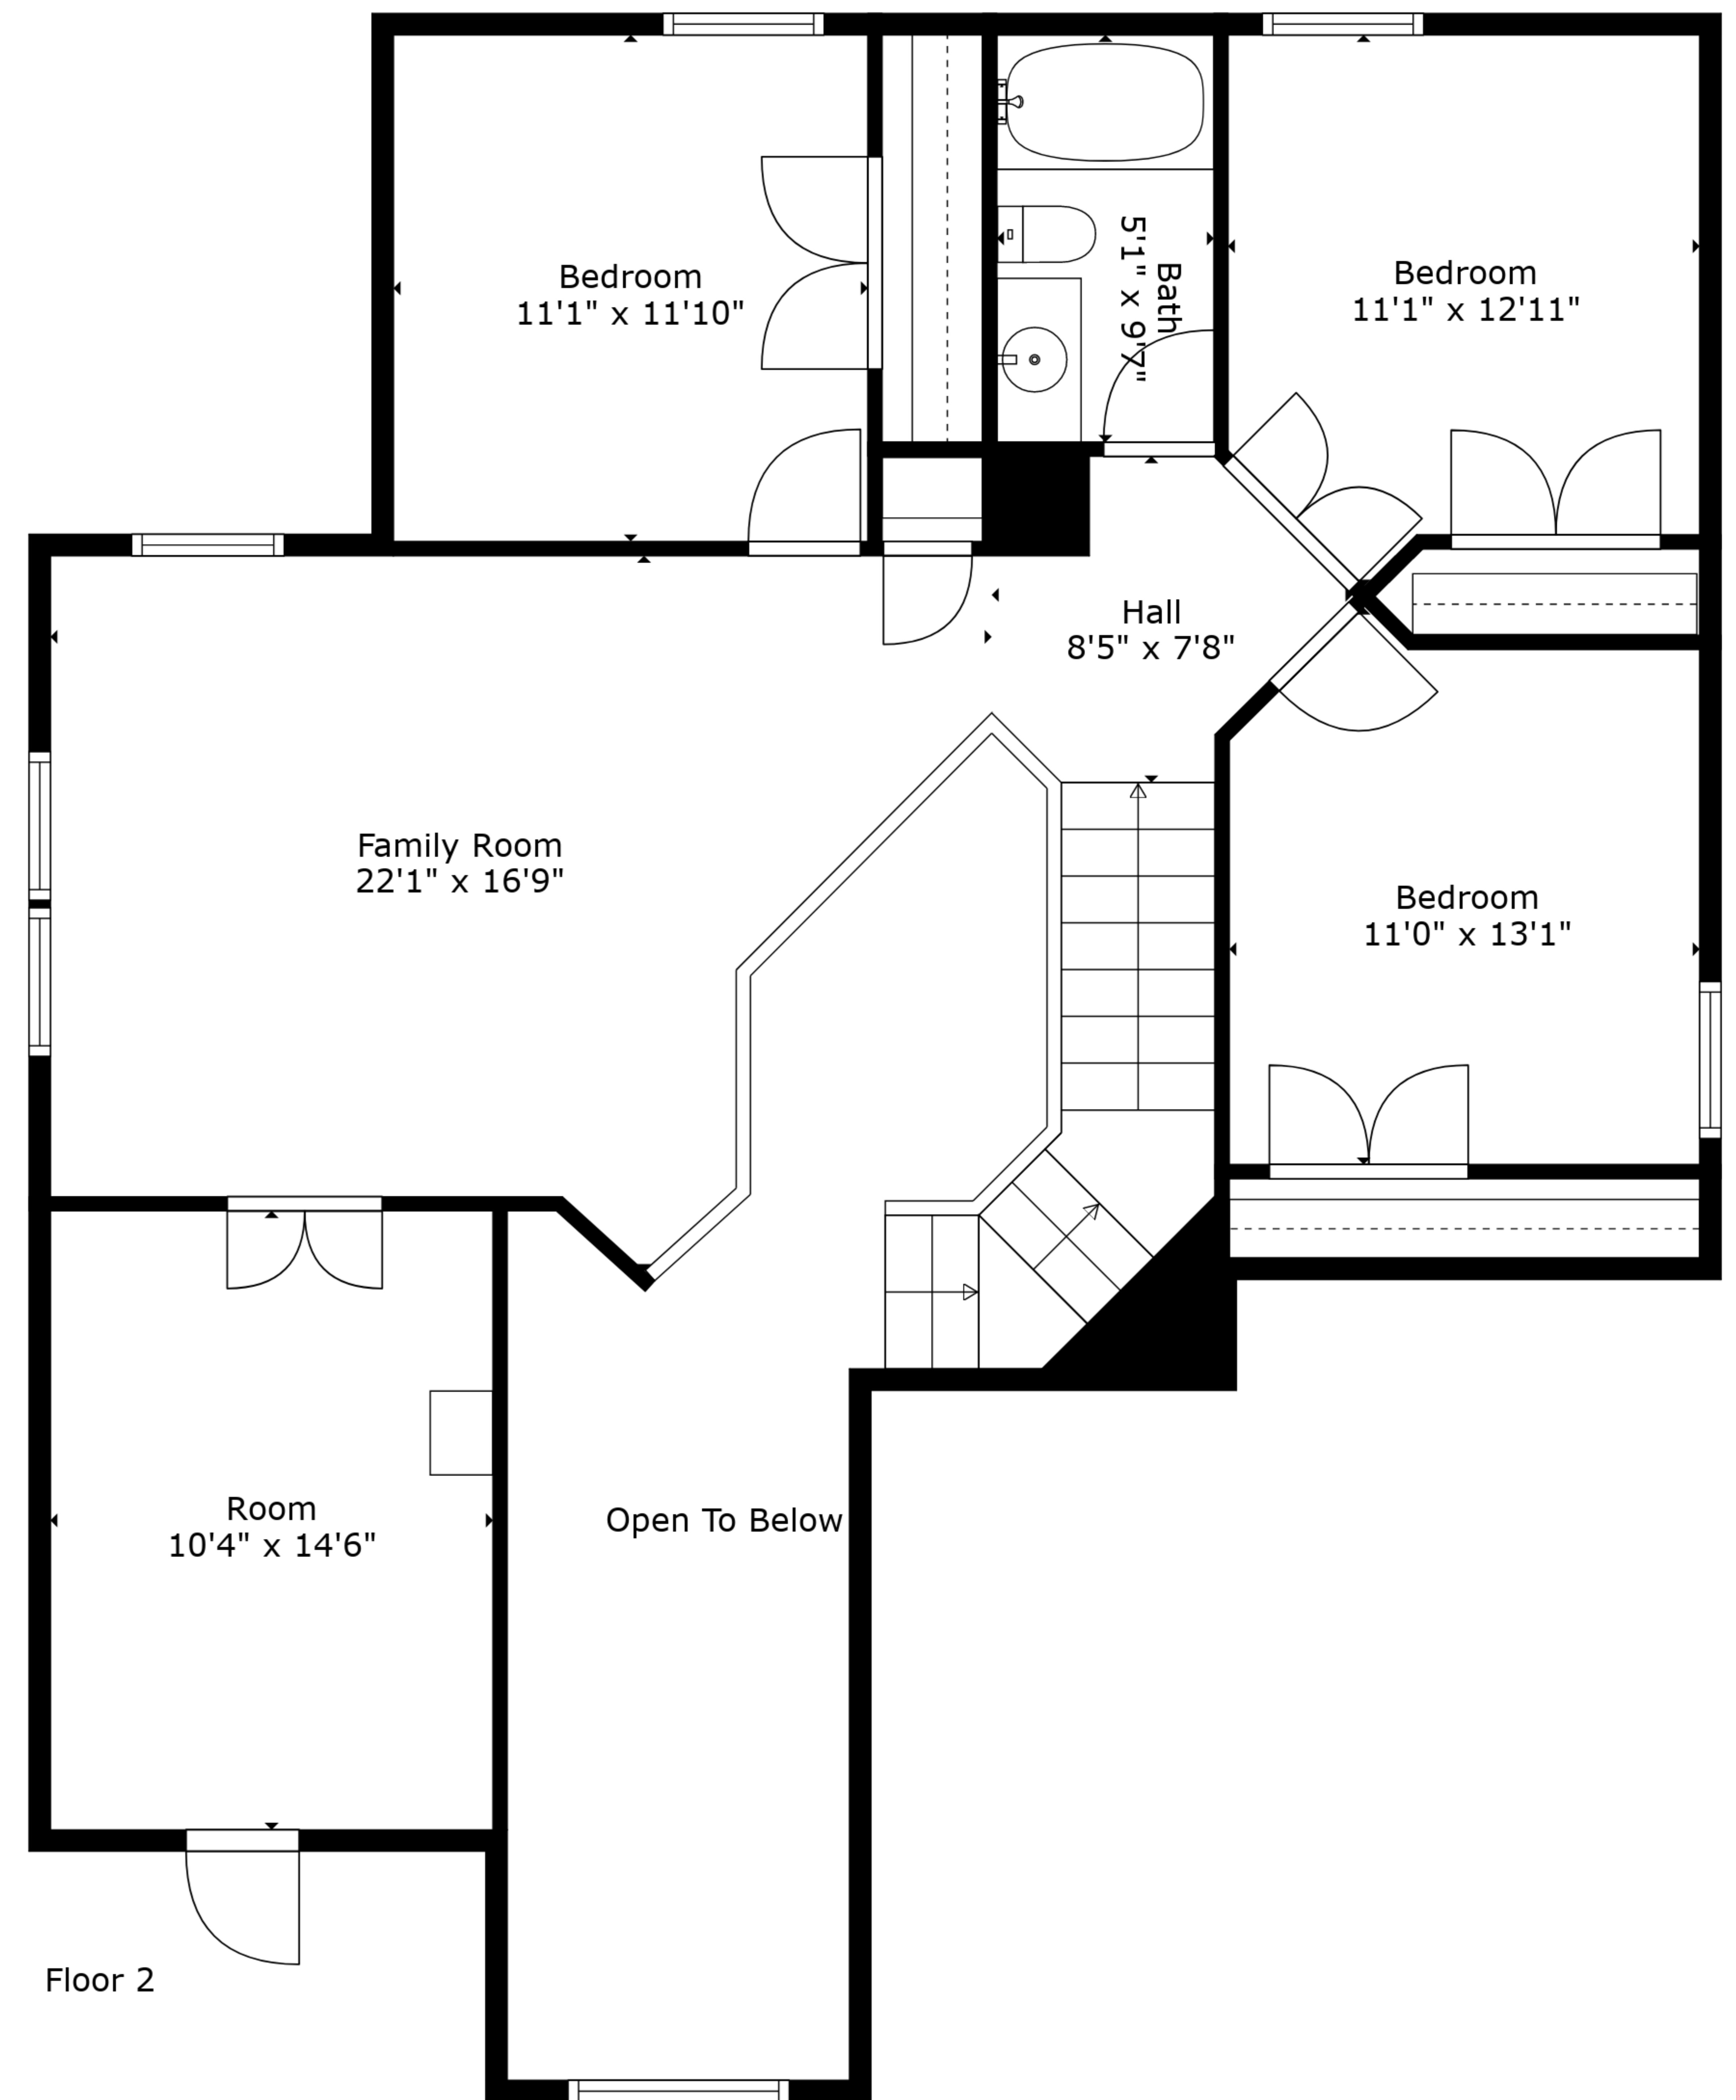 Bedroom
11'1" x 11'10"
Bath
5'1" x 9'7"
Bedroom
11'1" x 12'11"
Hall
8'5" x 7'8"
Family Room
22'1" x 16'9"
Bedroom
11'0" x 13'1"
Room
10'4" x 14'6"
Open To Below
Floor 2